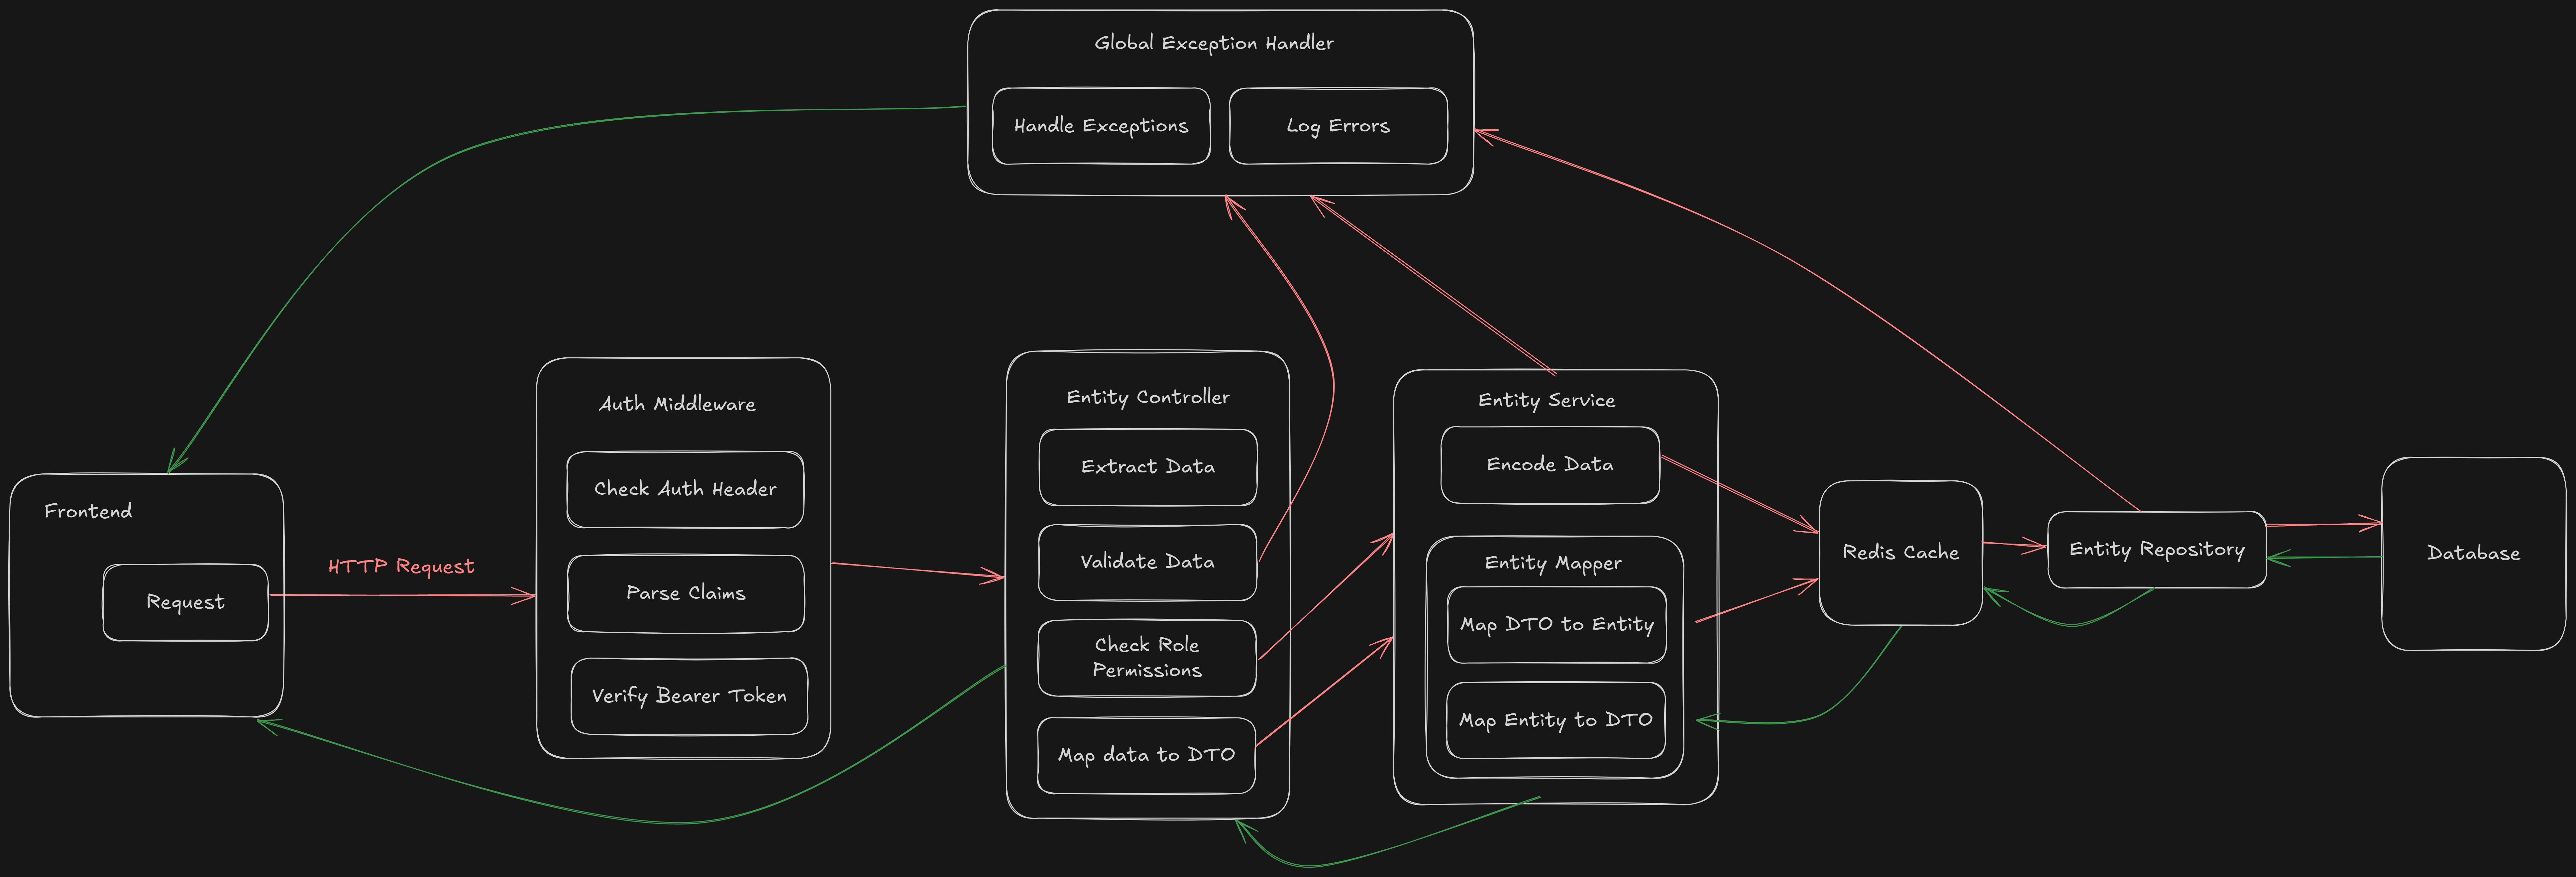 Global Exception Handler
Handle Exceptions
Log Errors
Frontend
Request
HTTP Request
Auth Middleware
Check Auth Header
Parse Claims
Verify Bearer Token
Entity Controller
Extract Data
Validate Data
Check Role
Permissions
Map data to DTO
Entity Service
Encode Data
Entity Mapper
Map DTO to Entity
Map Entity to DTO
Redis Cache
Entity Repository
Database